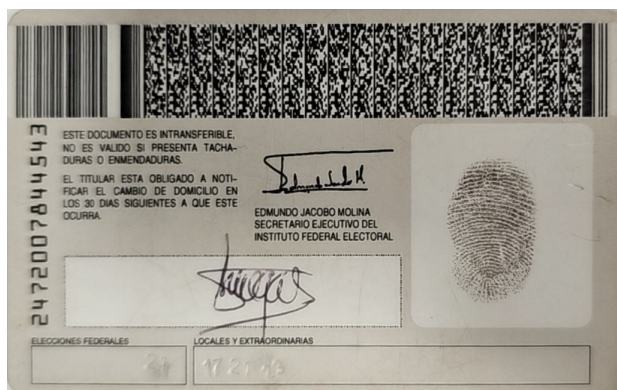 ESTE DOCUMENTO ES INTRANSFERIBLE,
NO ES VALIDO SI PRESENTA TACHA-
DURAS O ENMENDADURAS.
EL TITULAR ESTA OBLIGADO A NOTI-
FICAR EL CAMBIO DE DOMICILIO EN
LOS 30 DIAS SIGUIENTES A QUE ESTE
OCURRA.
EDMUNDO JACOBO MOLINA
SECRETARIO EJECUTIVO DEL
INSTITUTO FEDERAL ELECTORAL
2472007844543
ELECCIONES FEDERALES
LOCALES Y EXTRAORDINARIAS